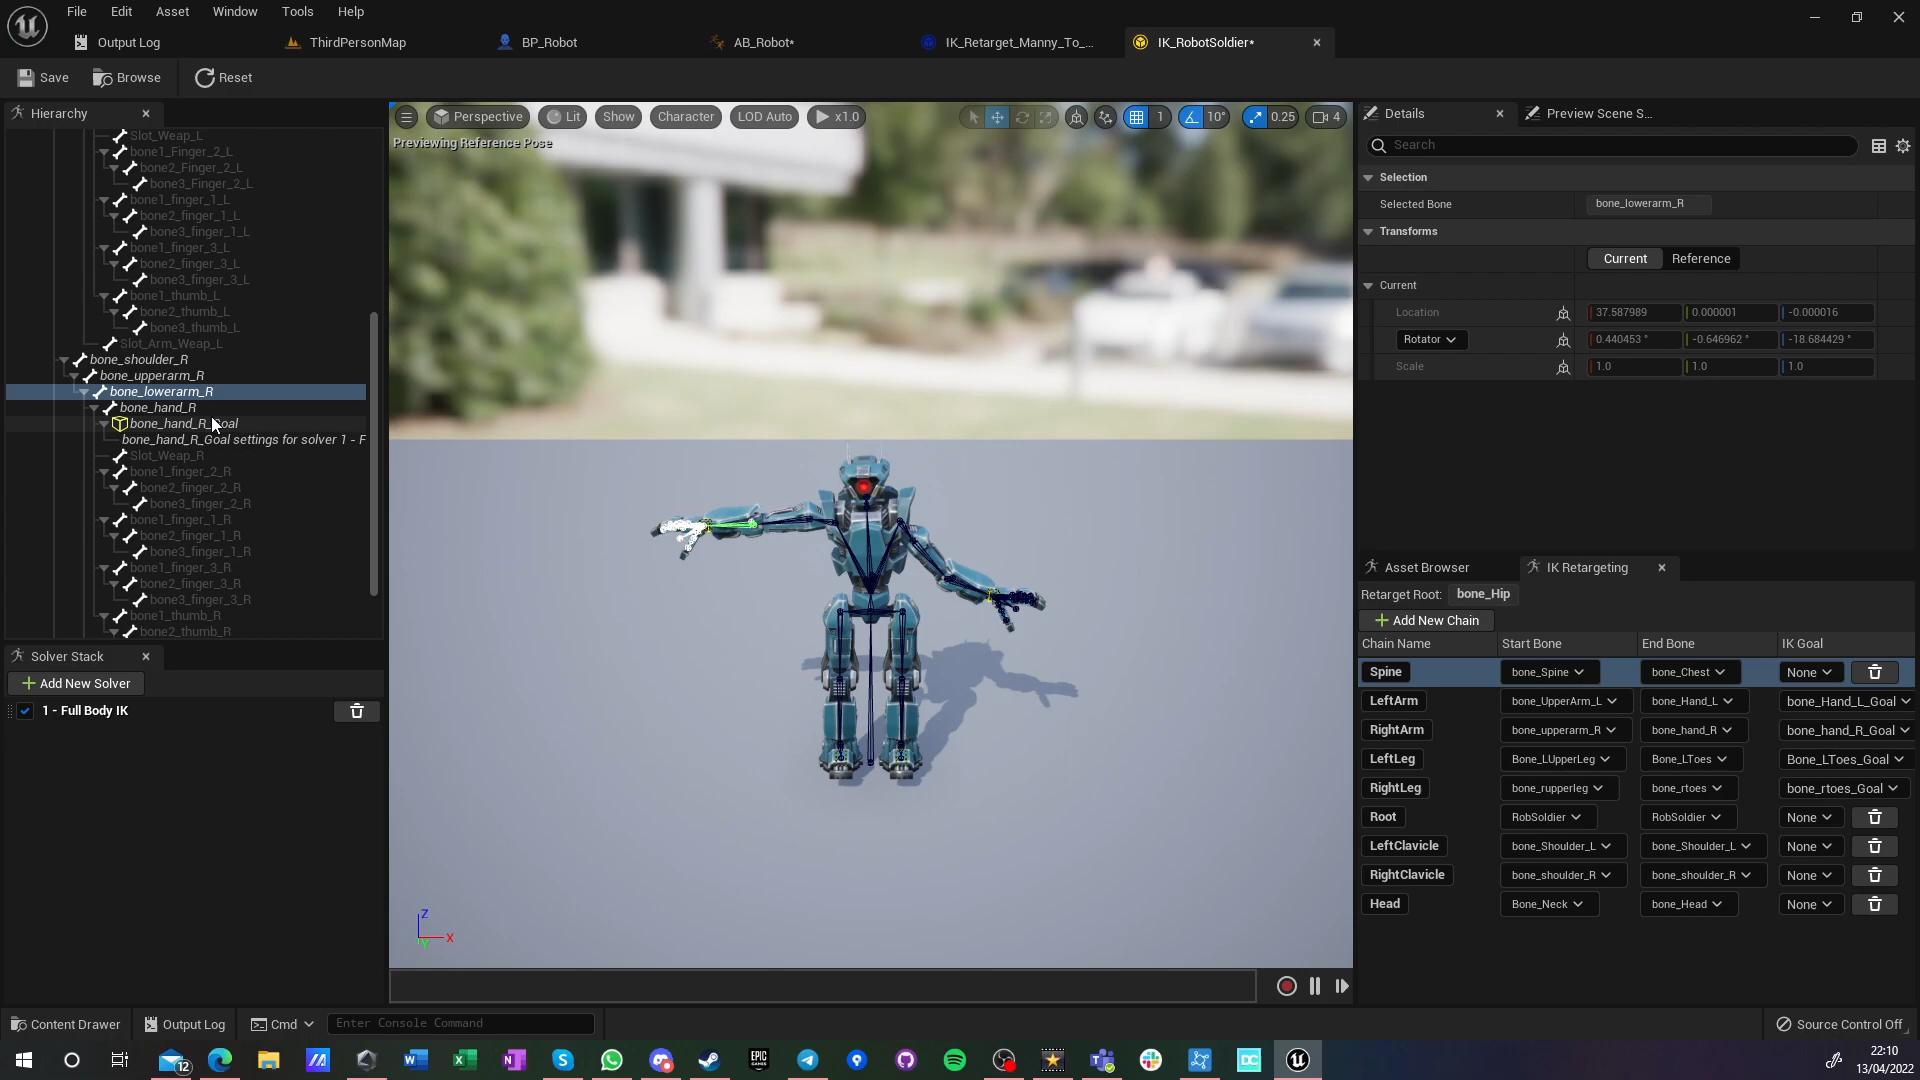 File Edit Asset Window Tools Help
Output Log ThirdPersonMap BP_Robot AB_Robot* IK_Retarget_Manny_To_... IK_RobotSoldier*
Save Browse Reset
Hierarchy
Slot_Weap_L
bone1_Finger_2_L
bone2_Finger_2_L
bone3_Finger_2_L
bone1_finger_1_L
bone2_finger_1_L
bone3_finger_1_L
bone1_finger_3_L
bone2_finger_3_L
bone3_finger_3_L
bone1_thumb_L
bone2_thumb_L
bone3_thumb_L
Slot_Arm_Weap_L
bone_shoulder_R
bone_upperarm_R
bone_lowerarm_R
bone_hand_R
bone_hand_R_Goal
bone_hand_R_Goal settings for solver 1 - F
Slot_Weap_R
bone1_finger_2_R
bone2_finger_2_R
bone3_finger_2_R
bone1_finger_1_R
bone2_finger_1_R
bone3_finger_1_R
bone1_finger_3_R
bone2_finger_3_R
bone3_finger_3_R
bone1_thumb_R
bone2_thumb_R
Solver Stack
Add New Solver
1 - Full Body IK
Perspective Lit Show Character LOD Auto x1.0 1 10° 0.25 4
Previewing Reference Pose
Z
X
Y
Details Preview Scene S...
Search
Selection
Selected Bone bone_lowerarm_R
Transforms
Current Reference
Current
Location 37.587989 0.000001 -0.000016
Rotator 0.440453 ° -0.646962 ° -18.684429 °
Scale 1.0 1.0 1.0
Asset Browser IK Retargeting
Retarget Root: bone_Hip
Add New Chain
Chain Name Start Bone End Bone IK Goal
Spine bone_Spine bone_Chest None
LeftArm bone_UpperArm_L bone_Hand_L bone_Hand_L_Goal
RightArm bone_upperarm_R bone_hand_R bone_hand_R_Goal
LeftLeg Bone_LUpperLeg Bone_LToes Bone_LToes_Goal
RightLeg bone_rupperleg bone_rtoes bone_rtoes_Goal
Root RobSoldier RobSoldier None
LeftClavicle bone_Shoulder_L bone_Shoulder_L None
RightClavicle bone_shoulder_R bone_shoulder_R None
Head Bone_Neck bone_Head None
Content Drawer Output Log Cmd Enter Console Command Source Control Off
12 EPIC GAMES DC
22:10
13/04/2022